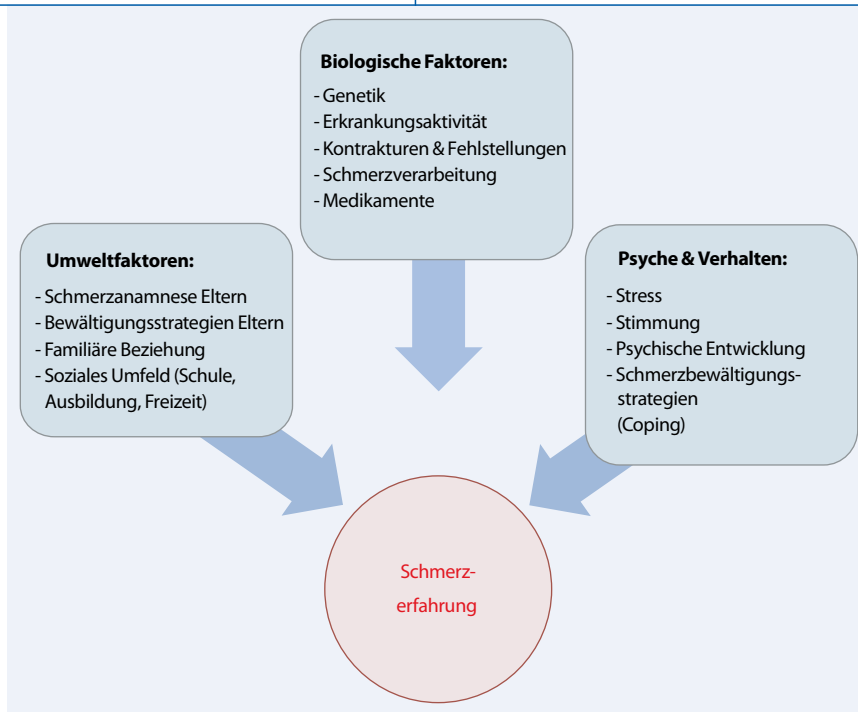 Biologische Faktoren:
- Genetik
- Erkrankungsaktivität
- Kontrakturen & Fehlstellungen
- Schmerzverarbeitung
- Medikamente
Umweltfaktoren:
- Schmerzanamnese Eltern
- Bewältigungsstrategien Eltern
- Familiäre Beziehung
- Soziales Umfeld (Schule,
Ausbildung, Freizeit)
Psyche & Verhalten:
- Stress
- Stimmung
- Psychische Entwicklung
- Schmerzbewältigungs-
strategien
(Coping)
Schmerz-
erfahrung